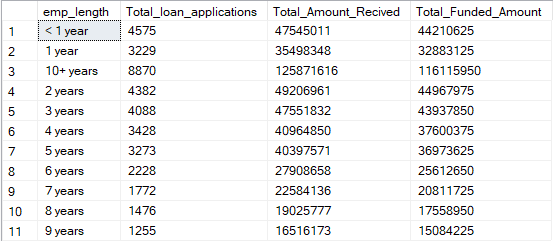 emp_length Total_loan_applications Total_Amount_Recived Total_Funded_Amount
1 < 1 year 4575 47545011 44210625
2 1 year 3229 35498348 32883125
3 10+ years 8870 125871616 116115950
4 2 years 4382 49206961 44967975
5 3 years 4088 47551832 43937850
6 4 years 3428 40964850 37600375
7 5 years 3273 40397571 36973625
8 6 years 2228 27908658 25612650
9 7 years 1772 22584136 20811725
10 8 years 1476 19025777 17558950
11 9 years 1255 16516173 15084225